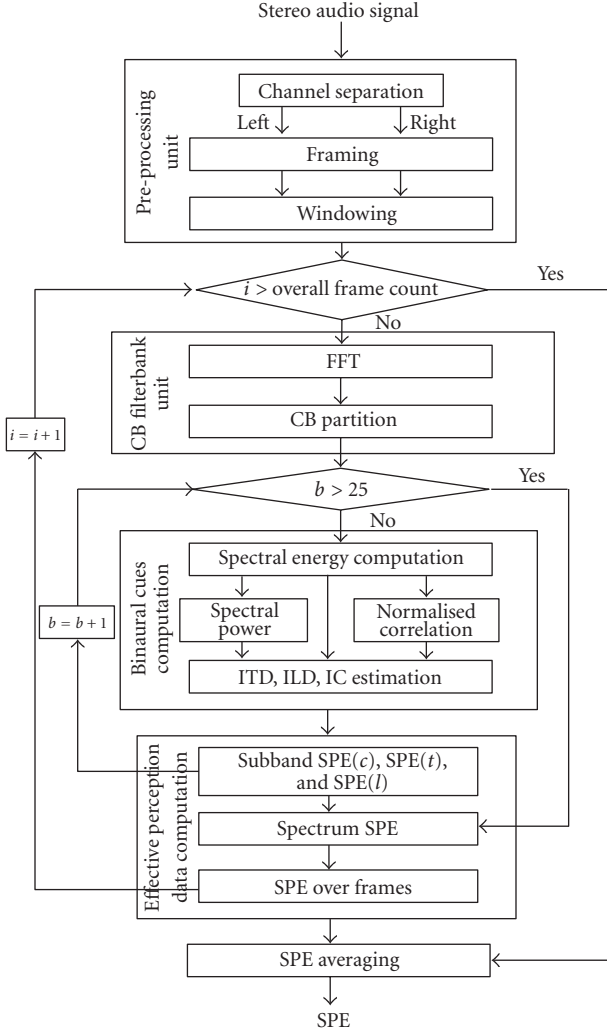 Stereo audio signal
Pre-processing
unit
Channel separation
Left
Right
Framing
Windowing
i > overall frame count
Yes
No
CB filterbank
unit
FFT
CB partition
i = i + 1
b > 25
Yes
No
Binaural cues
computation
Spectral energy computation
Spectral
power
Normalised
correlation
b = b + 1
ITD, ILD, IC estimation
Effective perception
data computation
Subband SPE(c), SPE(t),
and SPE(l)
Spectrum SPE
SPE over frames
SPE averaging
SPE